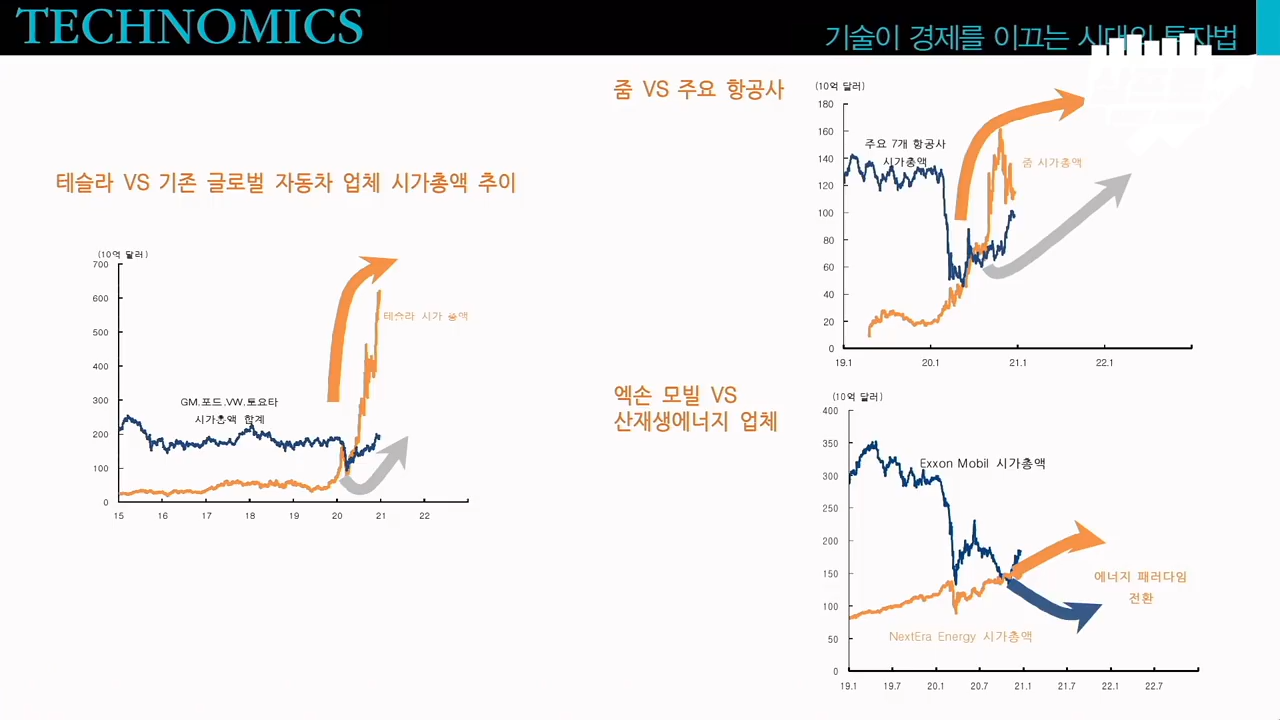 TECHNOMICS
기술이 경제를 이끄는 시대의 투자법
테슬라 VS 기존 글로벌 자동차 업체 시가총액 추이
(10억 달러)
700
600
500
400
300
200
100
0
15 16 17 18 19 20 21 22
테슬라 시가 총액
GM.포드.VW.토요타
시가총액 합계
줌 VS 주요 항공사
(10억 달러)
180
160
140
120
100
80
60
40
20
0
19.1 20.1 21.1 22.1
주요 7개 항공사
시가총액
줌 시가총액
엑손 모빌 VS
산재생에너지 업체
(10억 달러)
400
350
300
250
200
150
100
50
0
19.1 19.7 20.1 20.7 21.1 21.7 22.1 22.7
Exxon Mobil 시가총액
에너지 패러다임
전환
NextEra Energy 시가총액